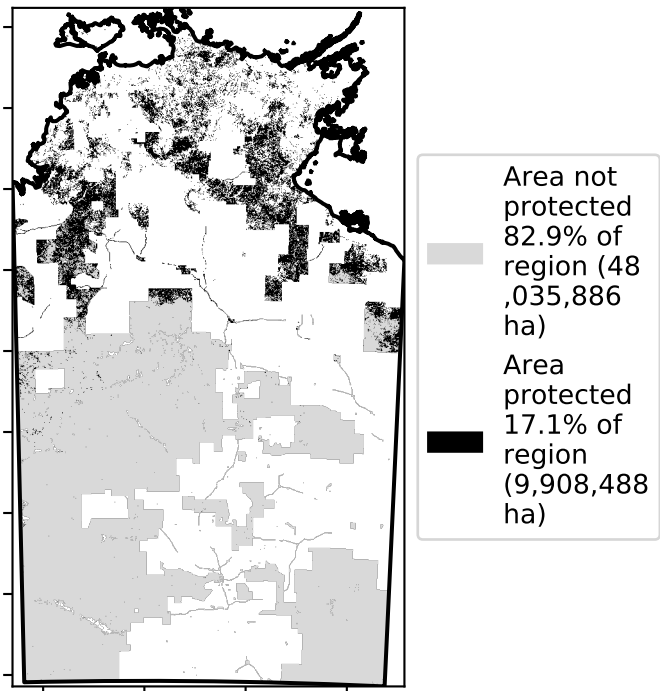 Area not
protected
82.9% of
region (48
,035,886
ha)
Area
protected
17.1% of
region
(9,908,488
ha)